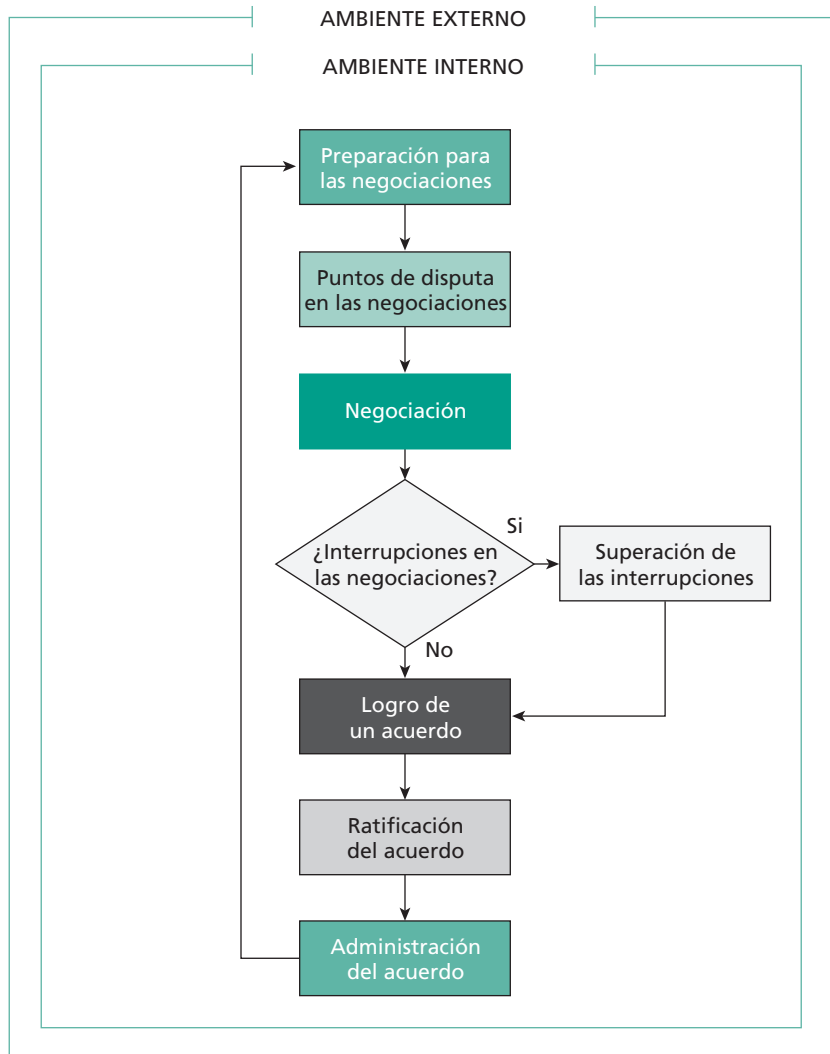 AMBIENTE EXTERNO
AMBIENTE INTERNO
Preparación para
las negociaciones
Puntos de disputa
en las negociaciones
Negociación
¿Interrupciones en
las negociaciones?
Si
Superación de
las interrupciones
No
Logro de
un acuerdo
Ratificación
del acuerdo
Administración
del acuerdo